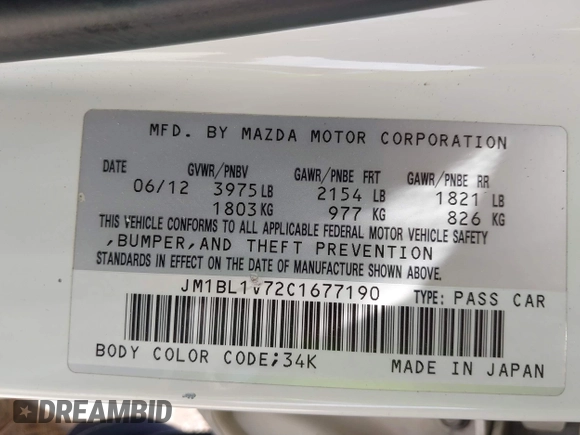 MFD. BY MAZDA MOTOR CORPORATION
DATE GVWR/PNBV GAWR/PNBE FRT GAWR/PNBE RR
06/12 3975 LB 2154 LB 1821 LB
1803 KG 977 KG 826 KG
THIS VEHICLE CONFORMS TO ALL APPLICABLE FEDERAL MOTOR VEHICLE SAFETY
,BUMPER,AND THEFT PREVENTION
STANDARDS IN EFFECT ON THE DATE OF MANUFACTURE SHOWN ABOVE.
JM1BL1V72C1677190 TYPE: PASS CAR
BODY COLOR CODE;34K MADE IN JAPAN
DREAMBID